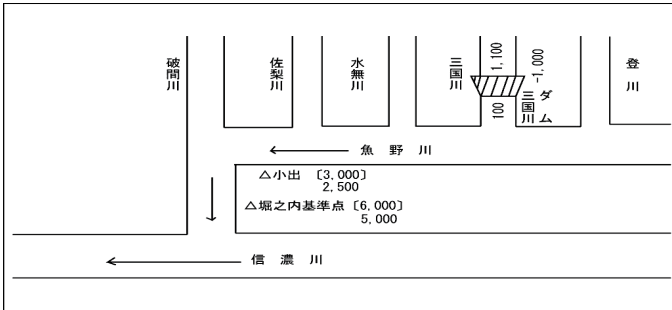 破間川
佐梨川
水無川
三国川
1,100
-1,000
100
三国川
ダム
登川
魚野川
△小出〔3,000〕
2,500
△堀之内基準点〔6,000〕
5,000
信濃川